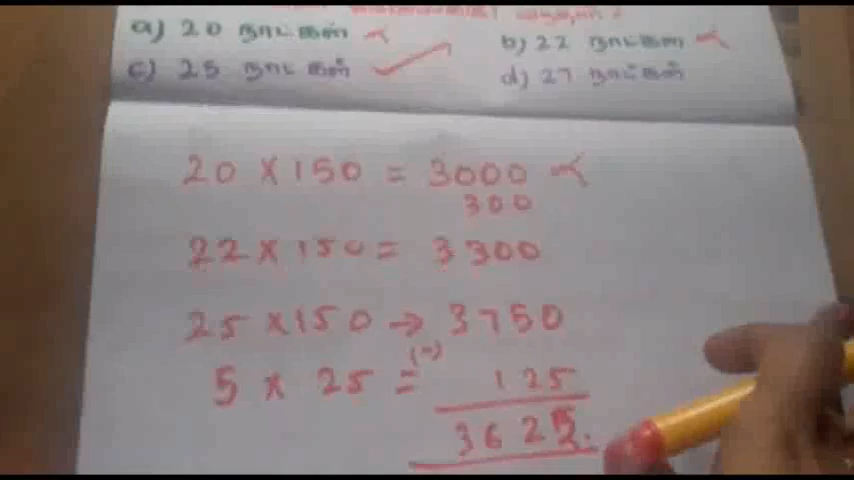 a) 20 நாட்கள் b) 22 நாட்கள்
c) 25 நாட்கள் d) 27 நாட்கள்
20 × 150 = 3000
300
22 × 150 = 3300
25 × 150 → 3750
5 × 25 = (-) 125
3625